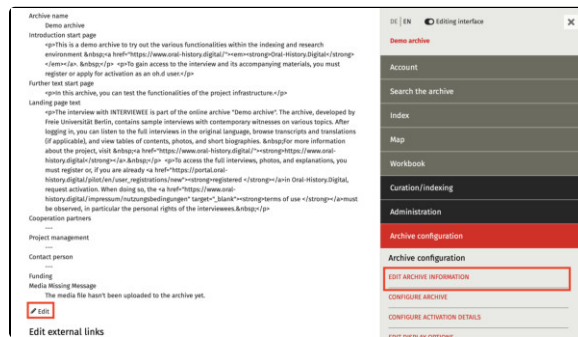 Archive name
Demo archive
Introduction start page
<p>This is a demo archive to try out the various functionalities within the indexing and research
environment &nbsp;<a href="https://www.oral-history.digital/"><em><strong>Oral-History.Digital</strong>
</em></a>. &nbsp;</p> <p>To gain access to the interview and its accompanying materials, you must
register or apply for activation as an oh.d user.</p>
Further text start page
<p>In this archive, you can test the functionalities of the project infrastructure.</p>
Landing page text
<p>The interview with INTERVIEWEE is part of the online archive "Demo archive". The archive, developed by
Freie Universität Berlin, contains sample interviews with contemporary witnesses on various topics. After
logging in, you can listen to the full interviews in the original language, browse transcripts and translations
(if applicable), and view tables of contents, photos, and short biographies. &nbsp;For more information
about the project, visit &nbsp;<a href="https://www.oral-history.digital/"><strong>https://www.oral-
history.digital</strong></a>.&nbsp;/> <p>To access the full interviews, photos, and explanations, you
must register or, if you are already <a href="https://portal.oral-
history.digital/pilot/en/user_registrations/new"><strong>registered </strong></a>in Oral-History.Digital,
request activation. When doing so, the <a href="https://www.oral-
history.digital/impressum/nutzungsbedingungen" target="_blank"><strong>terms of use </strong></a>must
be observed, in particular the personal rights of the interviewees.&nbsp;</p>
Cooperation partners
---
Project management
---
Contact person
---
Funding
Media Missing Message
The media file hasn't been uploaded to the archive yet.
Edit
Edit external links
DE | EN Editing interface
Demo archive
Account
Search the archive
Index
Map
Workbook
Curation/indexing
Administration
Archive configuration
Archive configuration
EDIT ARCHIVE INFORMATION
CONFIGURE ARCHIVE
CONFIGURE ACTIVATION DETAILS
EDIT DISPLAY OPTIONS